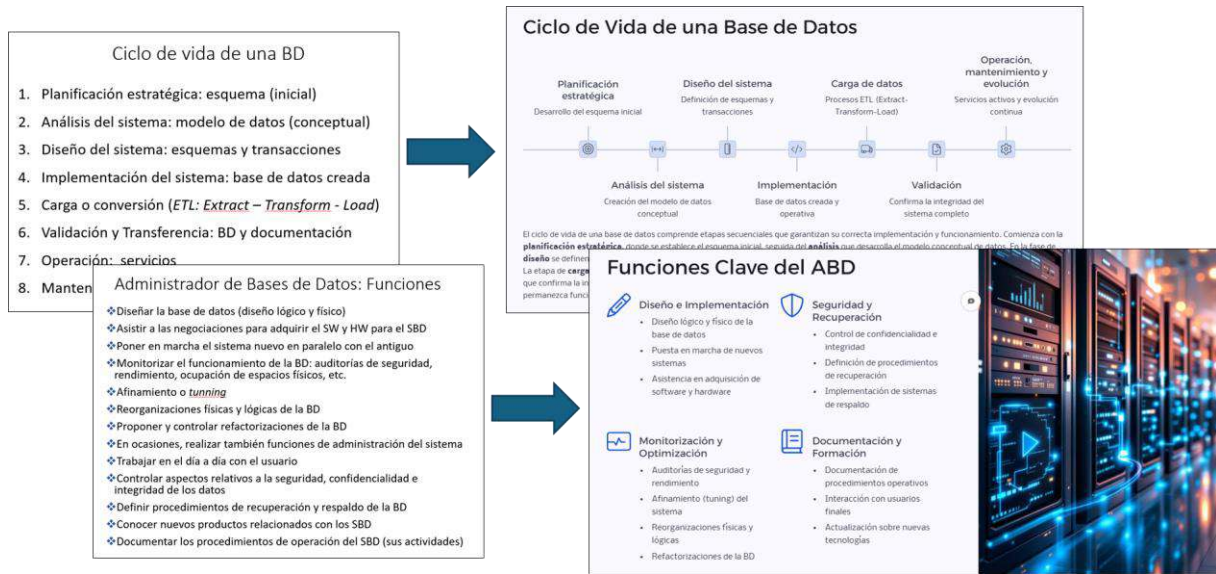 Ciclo de vida de una BD
1. Planificación estratégica: esquema (inicial)
2. Análisis del sistema: modelo de datos (conceptual)
3. Diseño del sistema: esquemas y transacciones
4. Implementación del sistema: base de datos creada
5. Carga o conversión (ETL: Extract – Transform - Load)
6. Validación y Transferencia: BD y documentación
7. Operación: servicios
8. Manten
Administrador de Bases de Datos: Funciones
❖Diseñar la base de datos (diseño lógico y físico)
❖Asistir a las negociaciones para adquirir el SW y HW para el SBD
❖Poner en marcha el sistema nuevo en paralelo con el antiguo
❖Monitorizar el funcionamiento de la BD: auditorías de seguridad,
rendimiento, ocupación de espacios físicos, etc.
❖Afinamiento o tunning
❖Reorganizaciones físicas y lógicas de la BD
❖Proponer y controlar refactorizaciones de la BD
❖En ocasiones, realizar también funciones de administración del sistema
❖Trabajar en el día a día con el usuario
❖Controlar aspectos relativos a la seguridad, confidencialidad e
integridad de los datos
❖Definir procedimientos de recuperación y respaldo de la BD
❖Conocer nuevos productos relacionados con los SBD
❖Documentar los procedimientos de operación del SBD (sus actividades)
Ciclo de Vida de una Base de Datos
Planificación
estratégica
Desarrollo del esquema inicial
Diseño del sistema
Definición de esquemas y
transacciones
Carga de datos
Procesos ETL (Extract-
Transform-Load)
Operación,
mantenimiento y
evolución
Servicios activos y evolución
continua
Análisis del sistema
Creación del modelo de datos
conceptual
Implementación
Base de datos creada y
operativa
Validación
Confirma la integridad del
sistema completo
El ciclo de vida de una base de datos comprende etapas secuenciales que garantizan su correcta implementación y funcionamiento. Comienza con la
planificación estratégica, donde se establece el esquema inicial, seguida del análisis que desarrolla el modelo conceptual de datos. En la fase de
diseño se definen
La etapa de carga
que confirma la in
permanezca funci
Funciones Clave del ABD
Diseño e Implementación
• Diseño lógico y físico de la
base de datos
• Puesta en marcha de nuevos
sistemas
• Asistencia en adquisición de
software y hardware
Seguridad y
Recuperación
• Control de confidencialidad e
integridad
• Definición de procedimientos
de recuperación
• Implementación de sistemas
de respaldo
Monitorización y
Optimización
• Auditorías de seguridad y
rendimiento
• Afinamiento (tuning) del
sistema
• Reorganizaciones físicas y
lógicas
• Refactorizaciones de la BD
Documentación y
Formación
• Documentación de
procedimientos operativos
• Interacción con usuarios
finales
• Actualización sobre nuevas
tecnologías